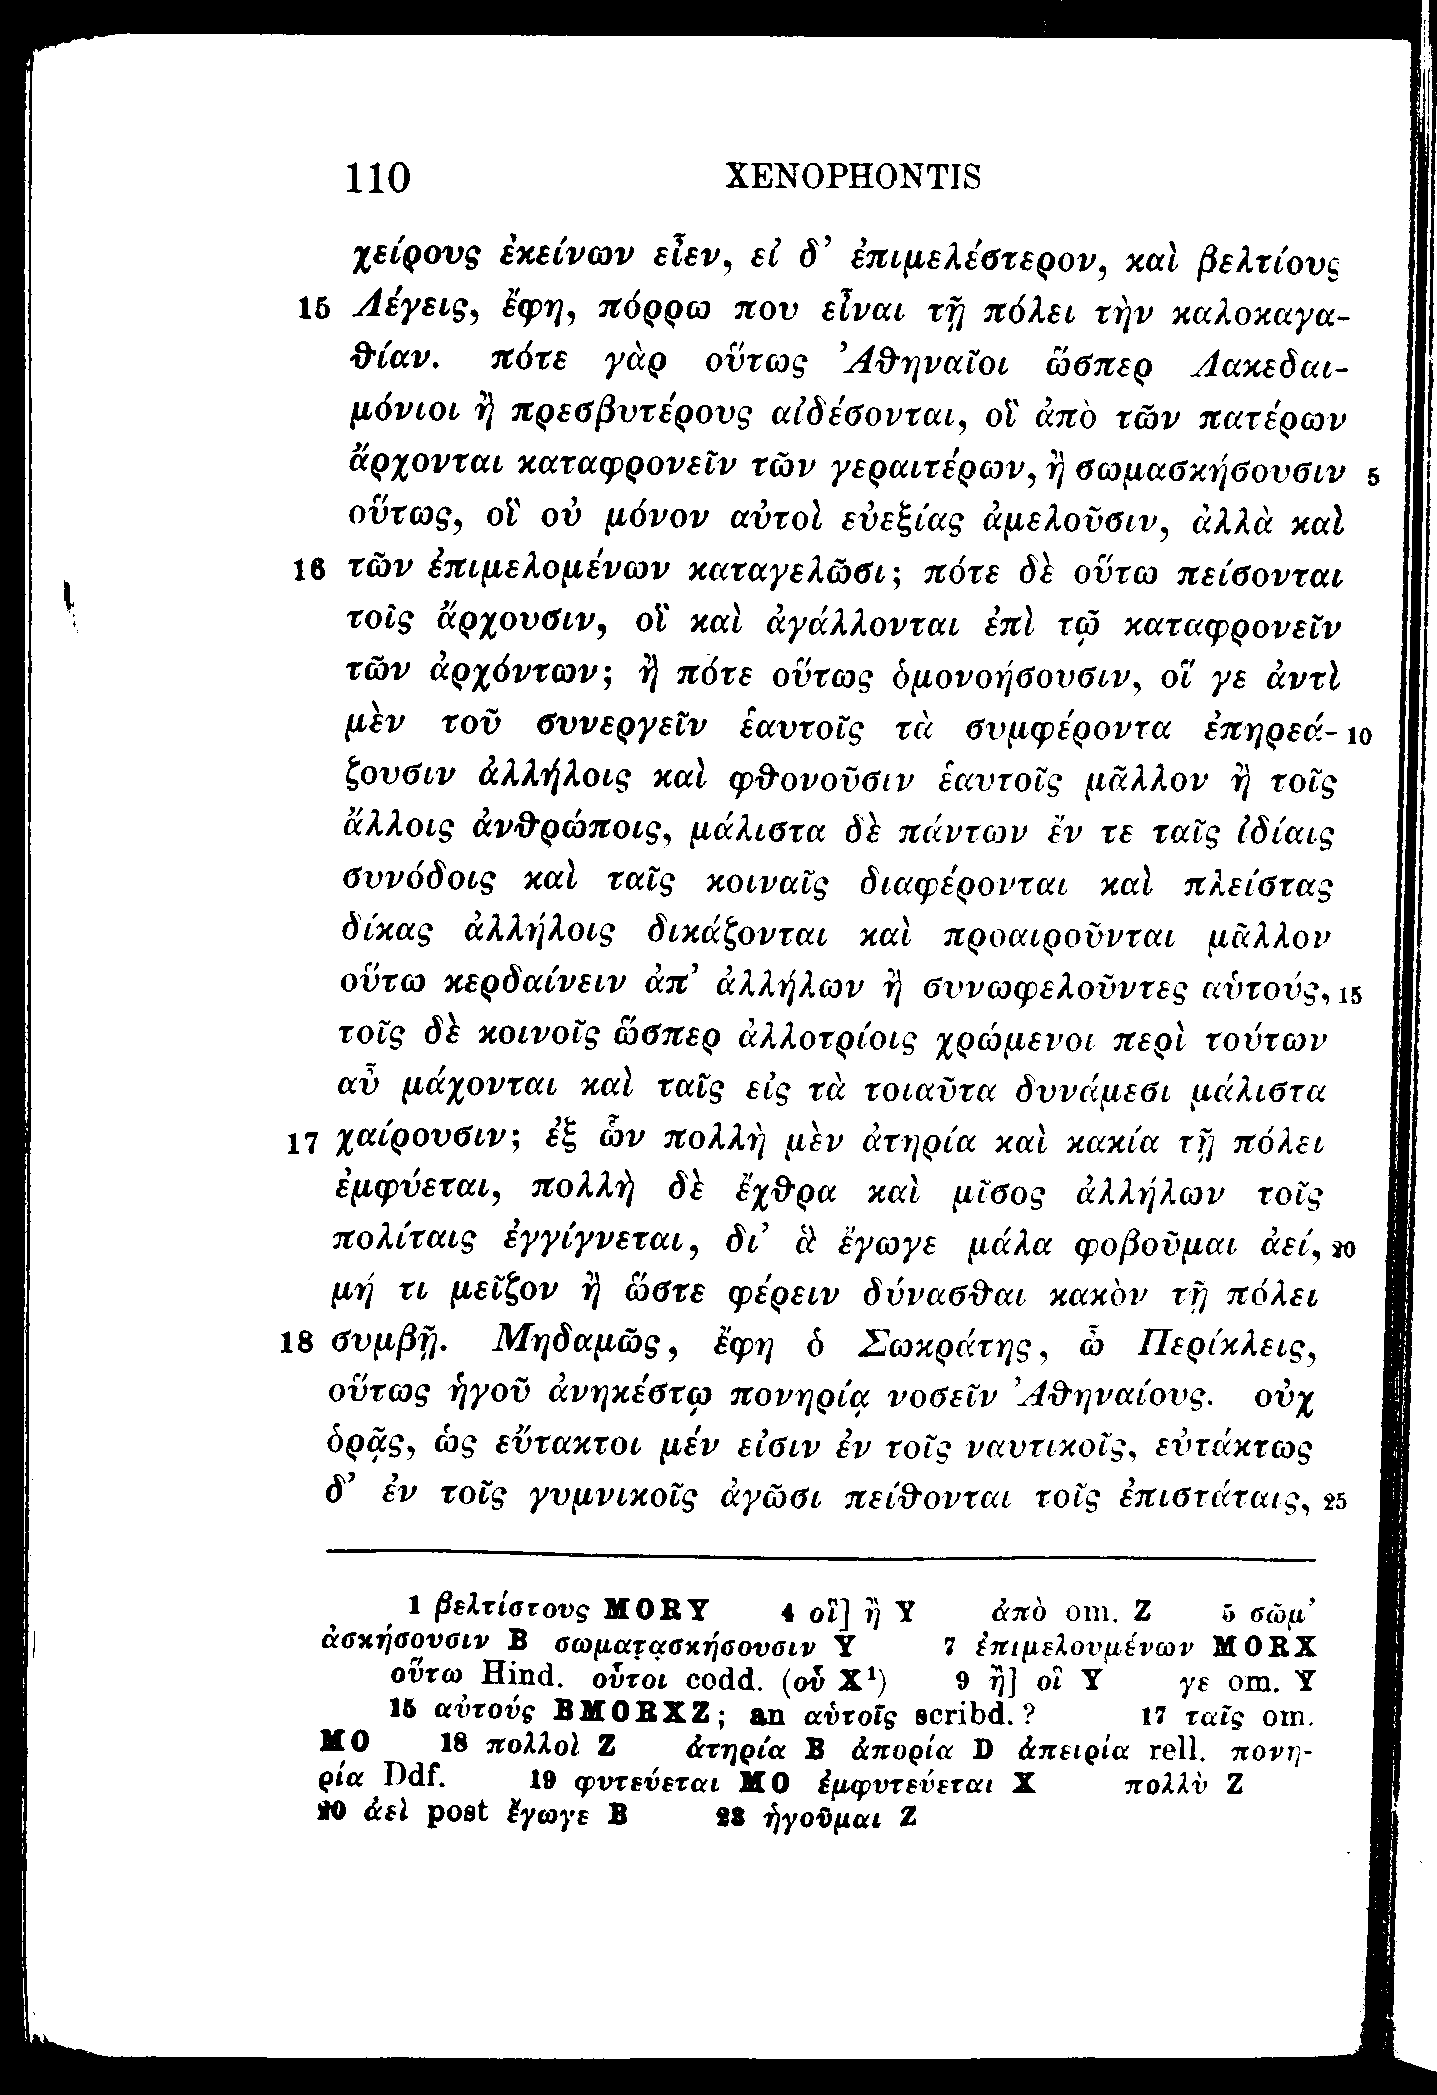 110 XENOPHONTIS
χείρους ἐκείνων εἶεν, εἰ δ’ ἐπιμελέστερον, καὶ βελτίους
15 Λέγεις, ἔφη, πόρρω που εἶναι τῇ πόλει τὴν καλοκαγα-
θίαν. πότε γὰρ οὕτως Ἀθηναῖοι ὥσπερ Λακεδαι-
μόνιοι ἢ πρεσβυτέρους αἰδέσονται, οἳ ἀπὸ τῶν πατέρων
ἄρχονται καταφρονεῖν τῶν γεραιτέρων, ἢ σωμασκήσουσιν 5
οὕτως, οἳ οὐ μόνον αὐτοὶ εὐεξίας ἀμελοῦσιν, ἀλλὰ καὶ
16 τῶν ἐπιμελομένων καταγελῶσι; πότε δὲ οὕτω πείσονται
τοῖς ἄρχουσιν, οἳ καὶ ἀγάλλονται ἐπὶ τῷ καταφρονεῖν
τῶν ἀρχόντων; ἢ πότε οὕτως ὁμονοήσουσιν, οἵ γε ἀντὶ
μὲν τοῦ συνεργεῖν ἑαυτοῖς τὰ συμφέροντα ἐπηρεά- 10
ζουσιν ἀλλήλοις καὶ φθονοῦσιν ἑαυτοῖς μᾶλλον ἢ τοῖς
ἄλλοις ἀνθρώποις, μάλιστα δὲ πάντων ἔν τε ταῖς ἰδίαις
συνόδοις καὶ ταῖς κοιναῖς διαφέρονται καὶ πλείστας
δίκας ἀλλήλοις δικάζονται καὶ προαιροῦνται μᾶλλον
οὕτω κερδαίνειν ἀπ’ ἀλλήλων ἢ συνωφελοῦντες αὑτούς, 15
τοῖς δὲ κοινοῖς ὥσπερ ἀλλοτρίοις χρώμενοι περὶ τούτων
αὖ μάχονται καὶ ταῖς εἰς τὰ τοιαῦτα δυνάμεσι μάλιστα
17 χαίρουσιν; ἐξ ὧν πολλὴ μὲν ἀτηρία καὶ κακία τῇ πόλει
ἐμφύεται, πολλὴ δὲ ἔχθρα καὶ μῖσος ἀλλήλων τοῖς
πολίταις ἐγγίγνεται, δι’ ἃ ἔγωγε μάλα φοβοῦμαι ἀεί, 20
μή τι μεῖζον ἢ ὥστε φέρειν δύνασθαι κακὸν τῇ πόλει
18 συμβῇ. Μηδαμῶς, ἔφη ὁ Σωκράτης, ὦ Περίκλεις,
οὕτως ἡγοῦ ἀνηκέστῳ πονηρίᾳ νοσεῖν Ἀθηναίους. οὐχ
ὁρᾷς, ὡς εὔτακτοι μέν εἰσιν ἐν τοῖς ναυτικοῖς, εὐτάκτως
δ’ ἐν τοῖς γυμνικοῖς ἀγῶσι πείθονται τοῖς ἐπιστάταις, 25
1 βελτίστους MORY 4 οἳ] ἢ Y ἀπὸ om. Z 5 σῶμ’
ἀσκήσουσιν B σωματασκήσουσιν Y 7 ἐπιμελουμένων MORX
οὕτω Hind. οὗτοι codd. (οὗ X¹) 9 ἢ] οἳ Y γε om. Y
15 αὐτούς BMORXZ; an αὑτοῖς scribd.? 17 ταῖς om.
MO 18 πολλοὶ Z ἀτηρία B ἀπορία D ἀπειρία rell. πονη-
ρία Ddf. 19 φυτεύεται MO ἐμφυτεύεται X πολλὺ Z
20 ἀεὶ post ἔγωγε B 23 ἡγοῦμαι Z